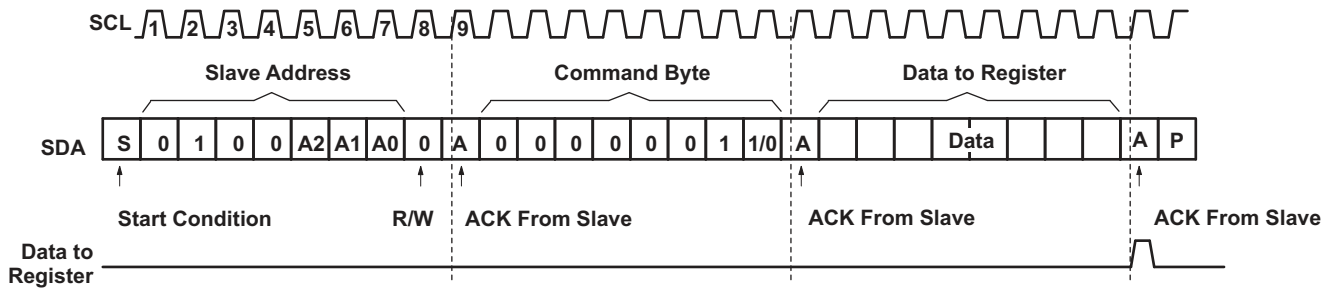 SCL 1 2 3 4 5 6 7 8 9
Slave Address Command Byte Data to Register
SDA S 0 1 0 0 A2 A1 A0 0 A 0 0 0 0 0 0 1 1/0 A Data A P
Start Condition R/W ACK From Slave ACK From Slave ACK From Slave
Data to
Register